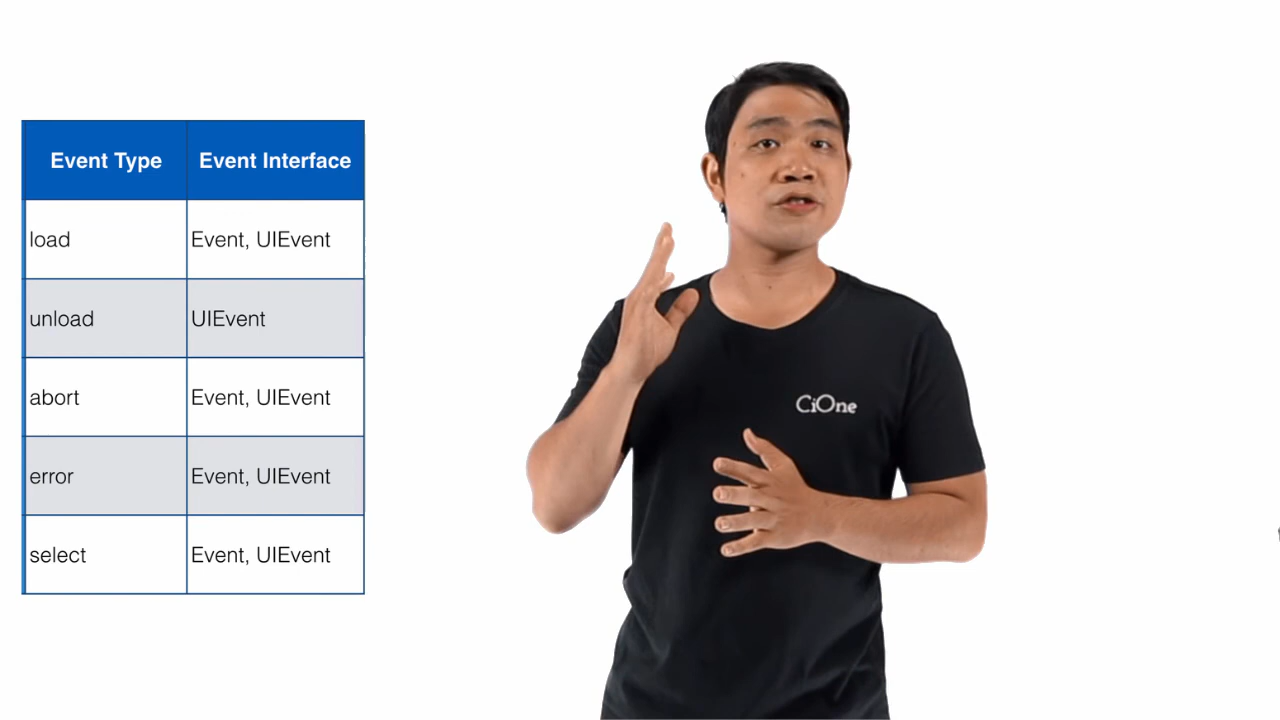 Event Type Event Interface
load Event, UIEvent
unload UIEvent
abort Event, UIEvent
error Event, UIEvent
select Event, UIEvent
CiOne